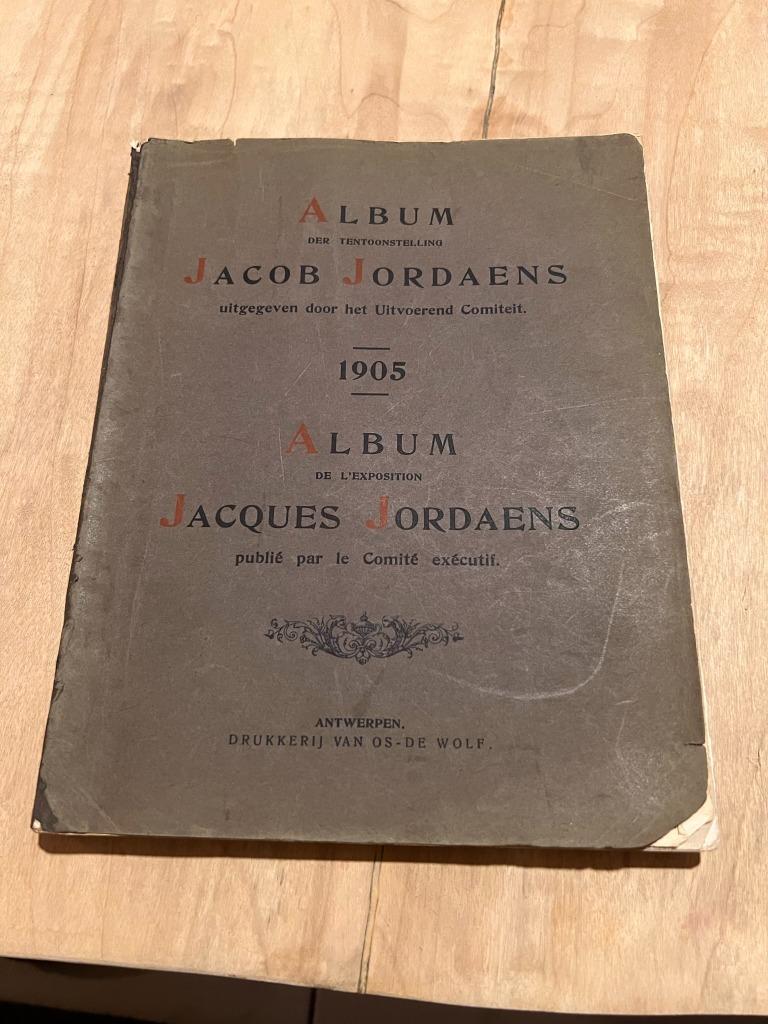 ALBUM
DER TENTOONSTELLING
JACOB JORDAENS
uitgegeven door het Uitvoerend Comiteit.
1905
ALBUM
DE L'EXPOSITION
JACQUES JORDAENS
publié par le Comité exécutif.
ANTWERPEN.
DRUKKERIJ VAN OS-DE WOLF.